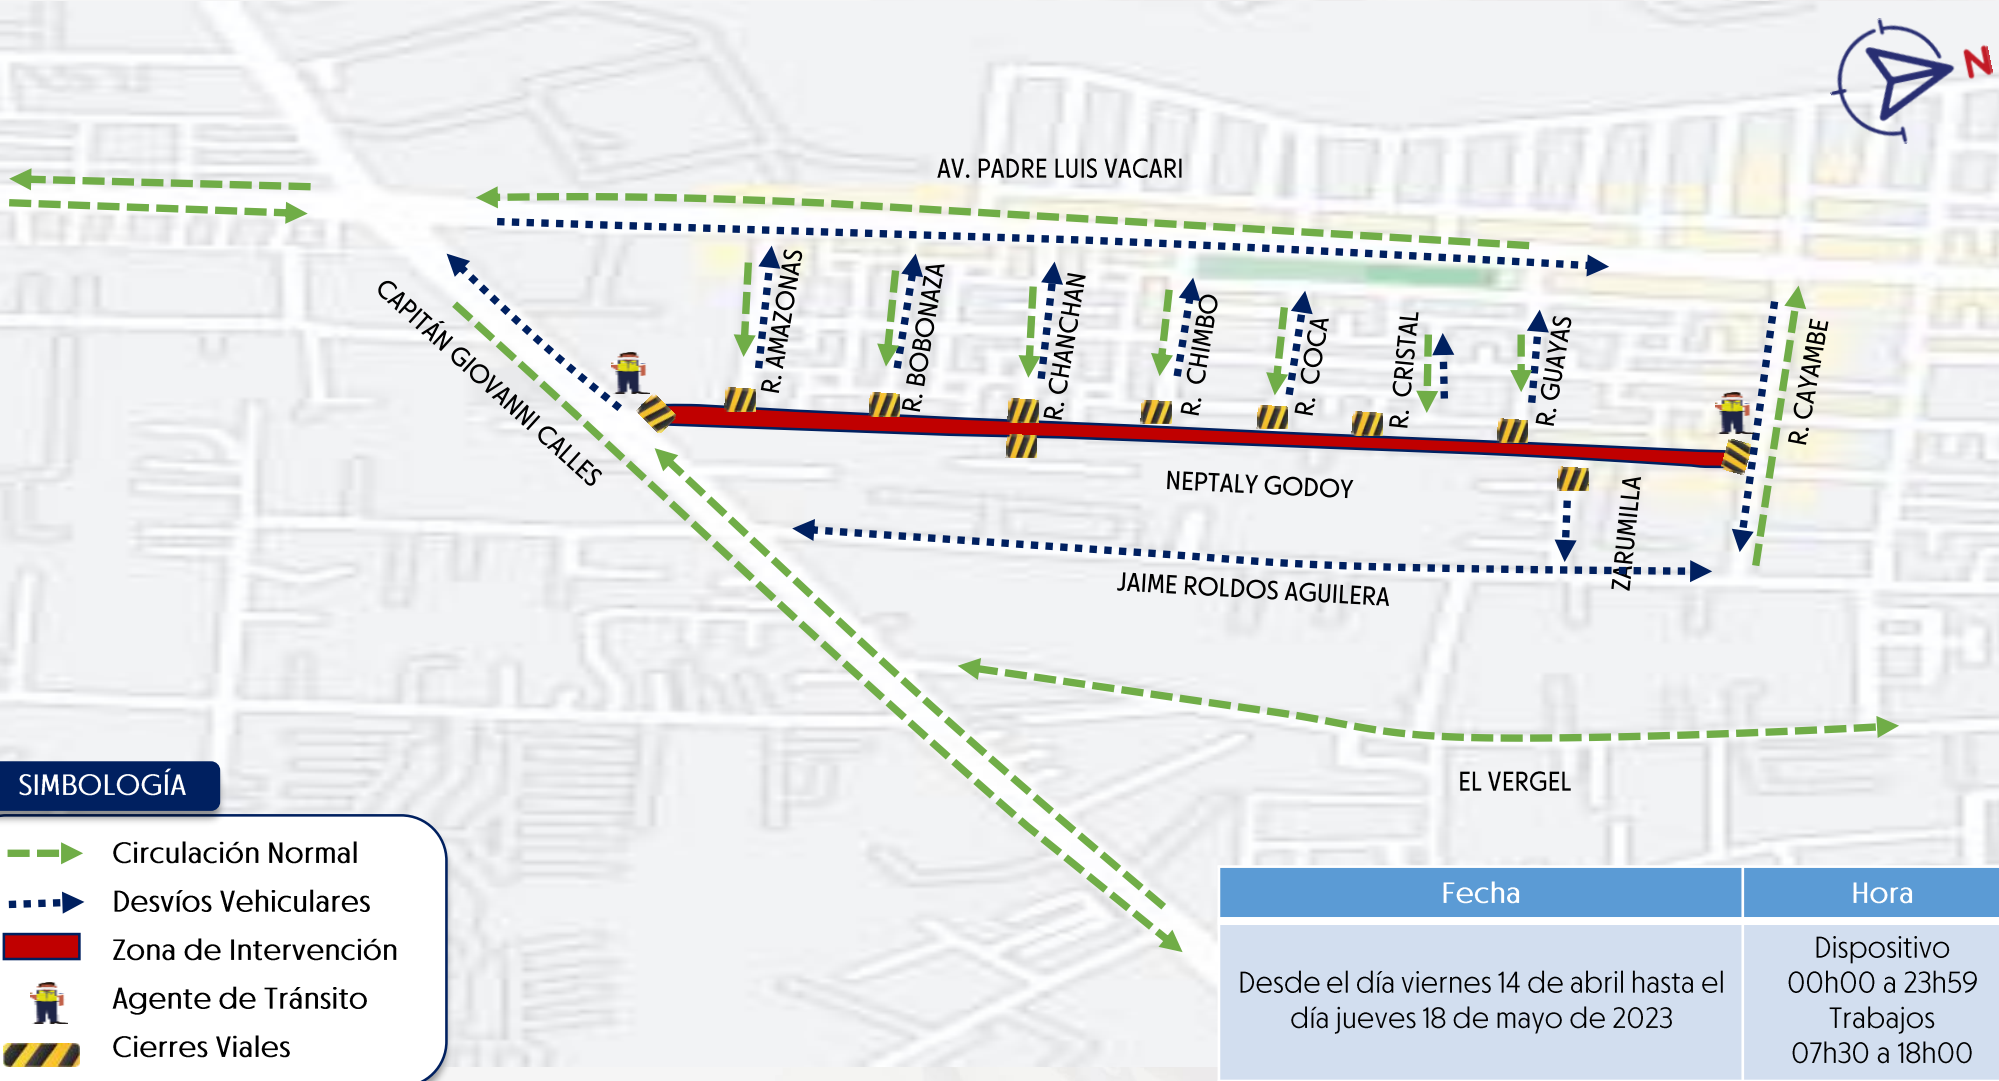 N
AV. PADRE LUIS VACARI
R. AMAZONAS
R. BOBONAZA
R. CHANCHAN
R. CHIMBO
R. COCA
R. CRISTAL
R. GUAYAS
R. CAYAMBE
CAPITÁN GIOVANNI CALLES
NEPTALY GODOY
ZARUMILLA
JAIME ROLDOS AGUILERA
EL VERGEL
SIMBOLOGÍA
Circulación Normal
Desvíos Vehiculares
Zona de Intervención
Agente de Tránsito
Cierres Viales
Fecha
Hora
Desde el día viernes 14 de abril hasta el
día jueves 18 de mayo de 2023
Dispositivo
00h00 a 23h59
Trabajos
07h30 a 18h00